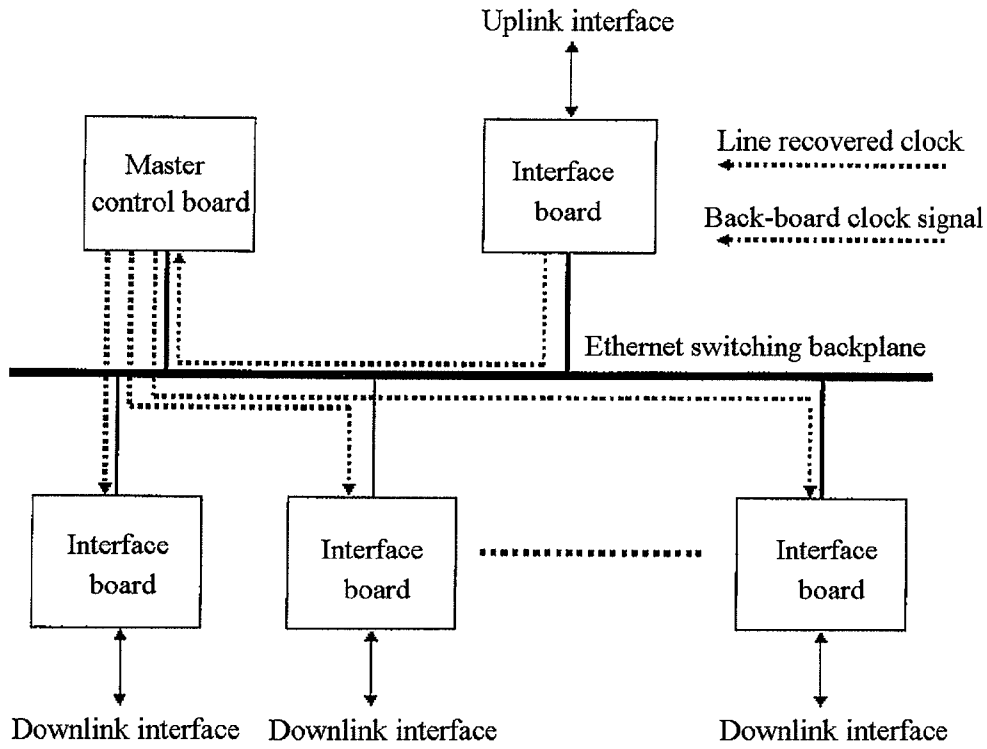 Uplink interface
Master
control board
Interface
board
Line recovered clock
Back-board clock signal
Ethernet switching backplane
Interface
board
Interface
board
Interface
board
Downlink interface
Downlink interface
Downlink interface